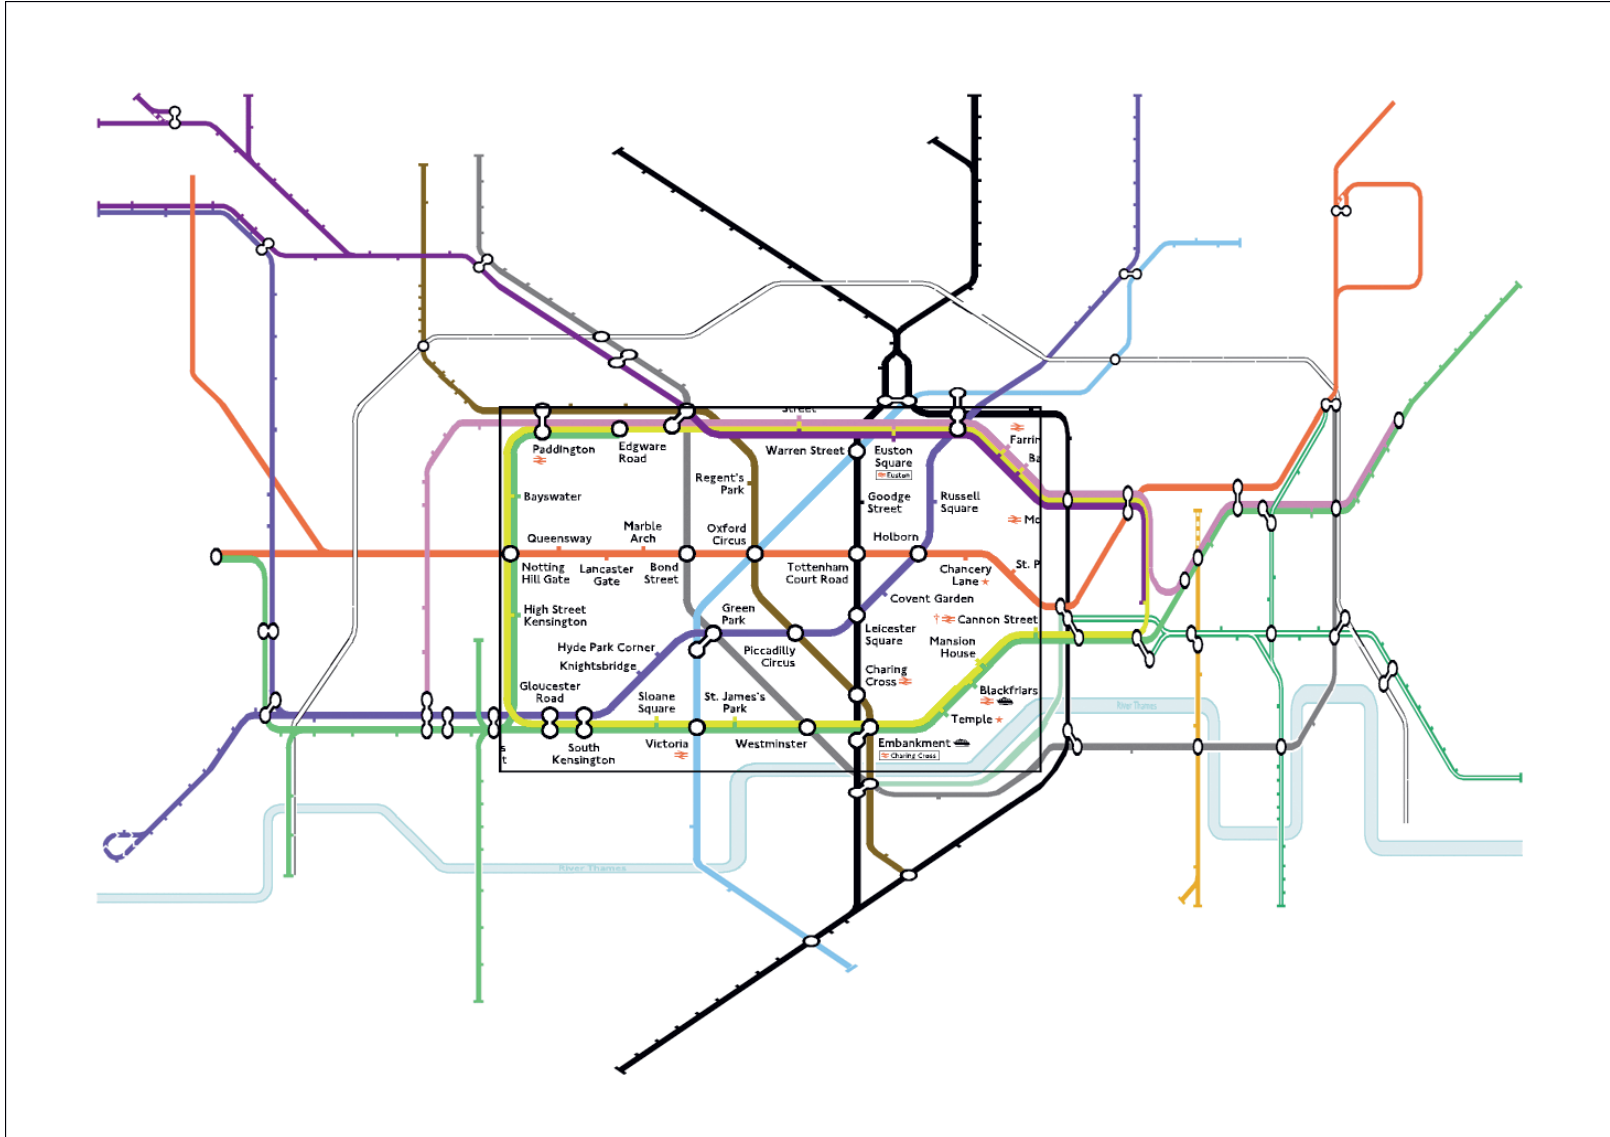 Street
Paddington
Edgware
Road
Warren Street
Euston
Square
Euston
Farrin
Ba
Regent's
Park
Bayswater
Goodge
Street
Russell
Square
Mo
Queensway
Marble
Arch
Oxford
Circus
Holborn
Notting
Hill Gate
Lancaster
Gate
Bond
Street
Tottenham
Court Road
Chancery
Lane
St. P
High Street
Kensington
Green
Park
Covent Garden
Leicester
Square
Cannon Street
Hyde Park Corner
Knightsbridge
Piccadilly
Circus
Mansion
House
Charing
Cross
Gloucester
Road
Sloane
Square
St. James's
Park
Blackfriars
Temple
River Thames
s
t
South
Kensington
Victoria
Westminster
Embankment
Charing Cross
River Thames